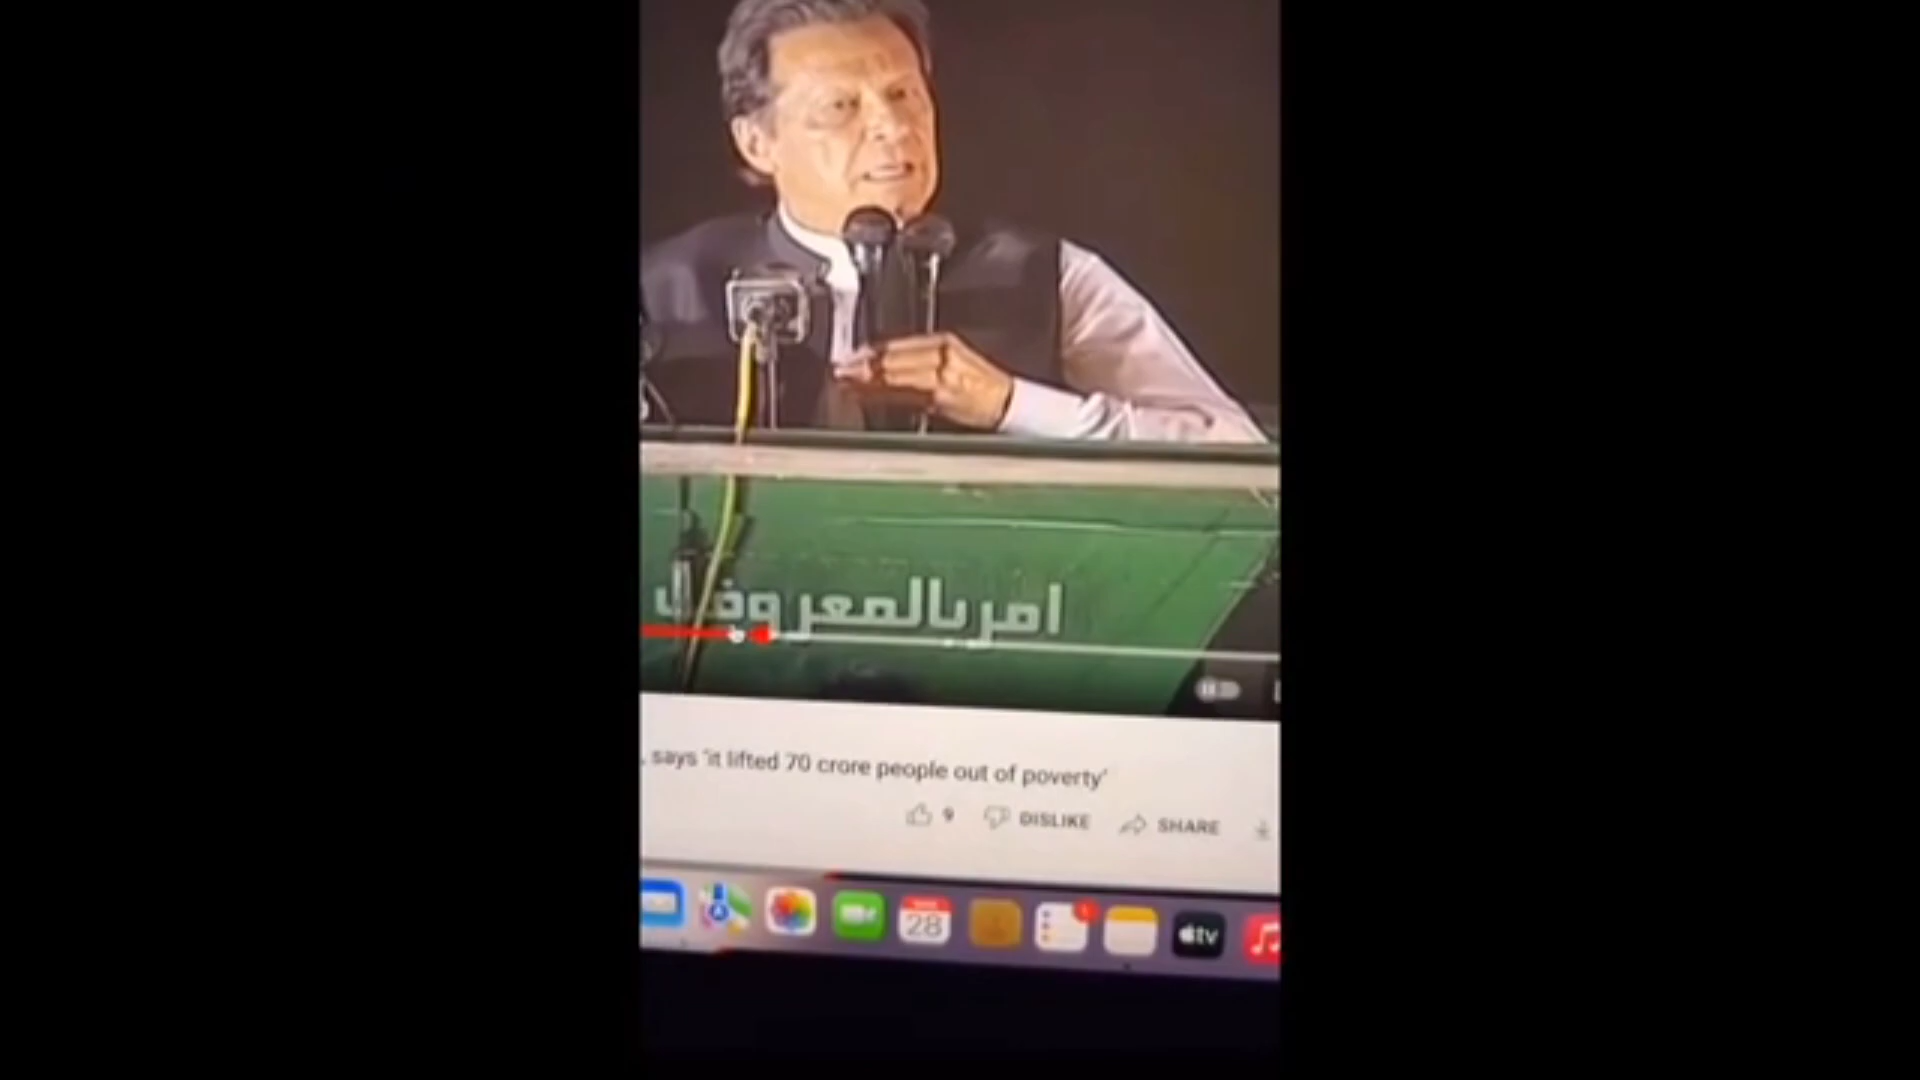 امر بالمعروف
says "it lifted 70 crore people out of poverty'
9 DISLIKE SHARE
28
tv